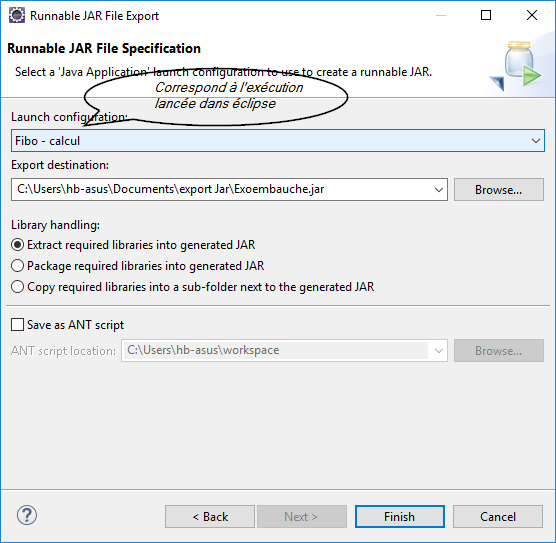 Runnable JAR File Export
Runnable JAR File Specification
Select a 'Java Application' launch configuration to use to create a runnable JAR.
Correspond à l'exécution
lancée dans éclipse
Launch configuration:
Fibo - calcul
Export destination:
C:\Users\hb-asus\Documents\export Jar\Exoembauche.jar
Browse...
Library handling:
Extract required libraries into generated JAR
Package required libraries into generated JAR
Copy required libraries into a sub-folder next to the generated JAR
Save as ANT script
ANT script location:
C:\Users\hb-asus\workspace
Browse...
?
< Back
Next >
Finish
Cancel